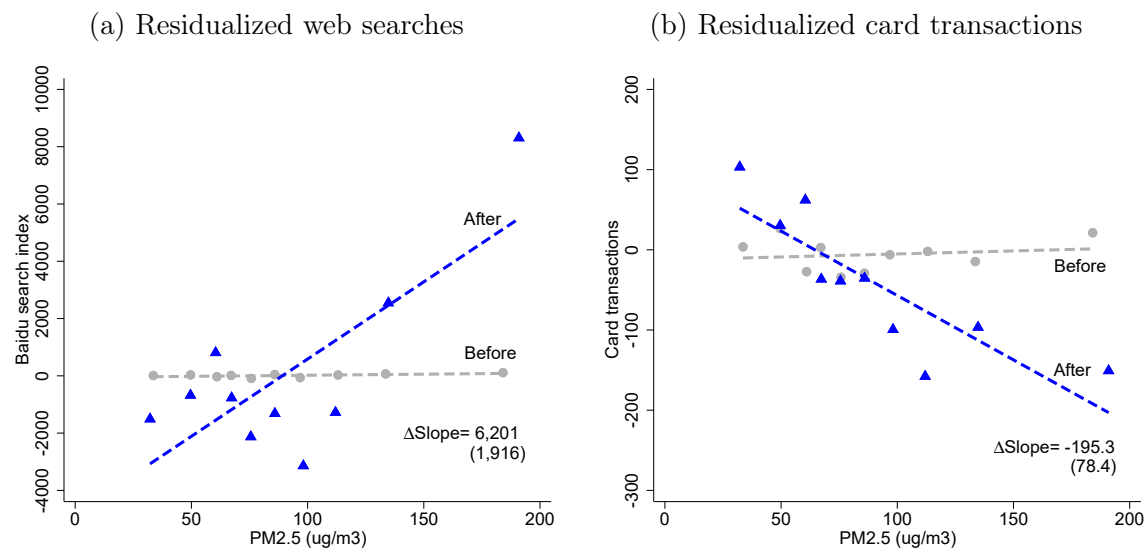 (a) Residualized web searches
Baidu search index
10000
8000
6000
4000
2000
0
-2000
-4000
After
Before
ΔSlope= 6,201
(1,916)
0 50 100 150 200
PM2.5 (ug/m3)
(b) Residualized card transactions
Card transactions
200
100
0
-100
-200
-300
Before
After
ΔSlope= -195.3
(78.4)
0 50 100 150 200
PM2.5 (ug/m3)